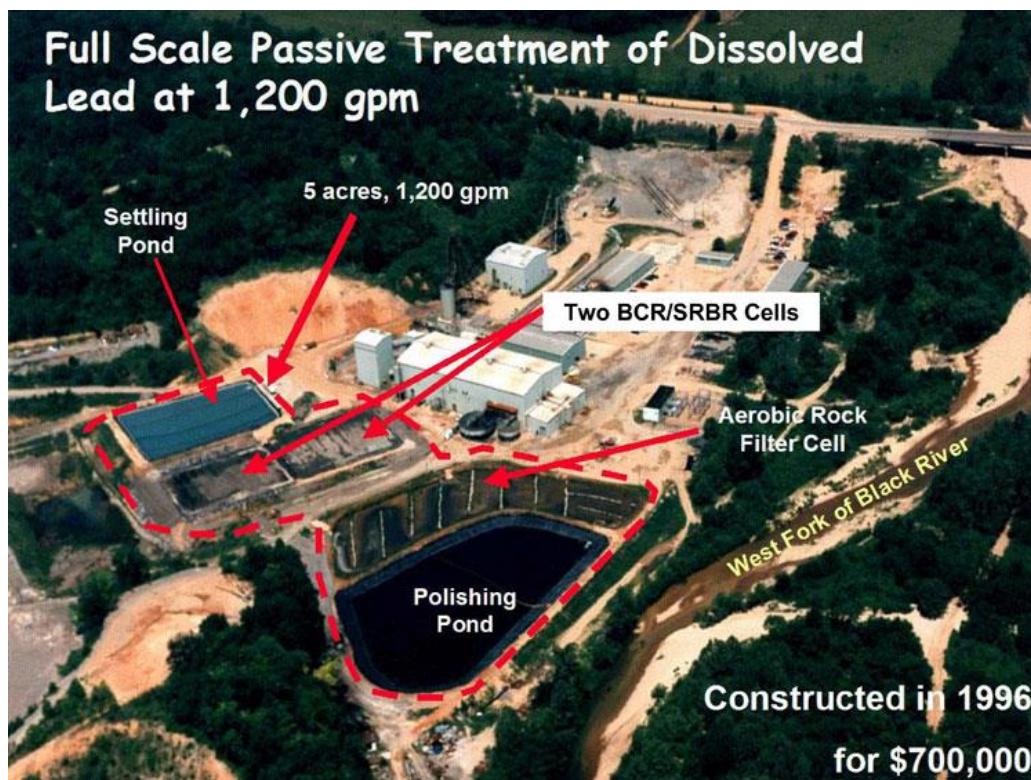 Full Scale Passive Treatment of Dissolved
Lead at 1,200 gpm
5 acres, 1,200 gpm
Settling
Pond
Two BCR/SRBR Cells
Aerobic Rock
Filter Cell
West Fork of Black River
Polishing
Pond
Constructed in 1996
for $700,000